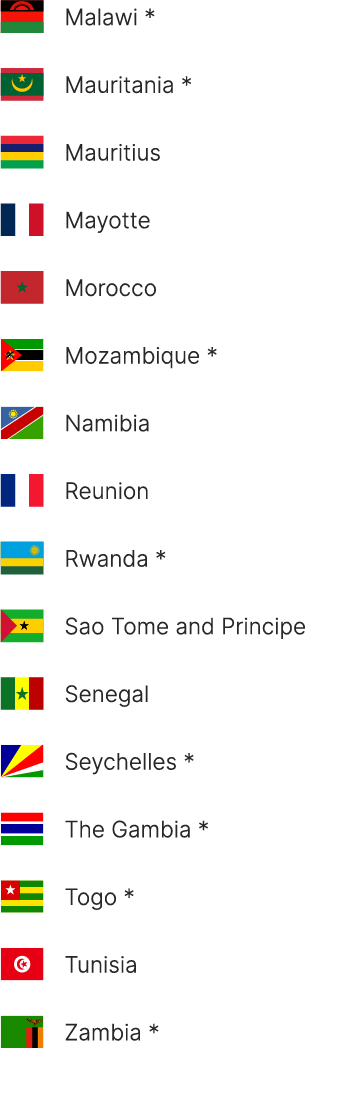 Malawi *
Mauritania *
Mauritius
Mayotte
Morocco
Mozambique *
Namibia
Reunion
Rwanda *
Sao Tome and Principe
Senegal
Seychelles *
The Gambia *
Togo *
Tunisia
Zambia *